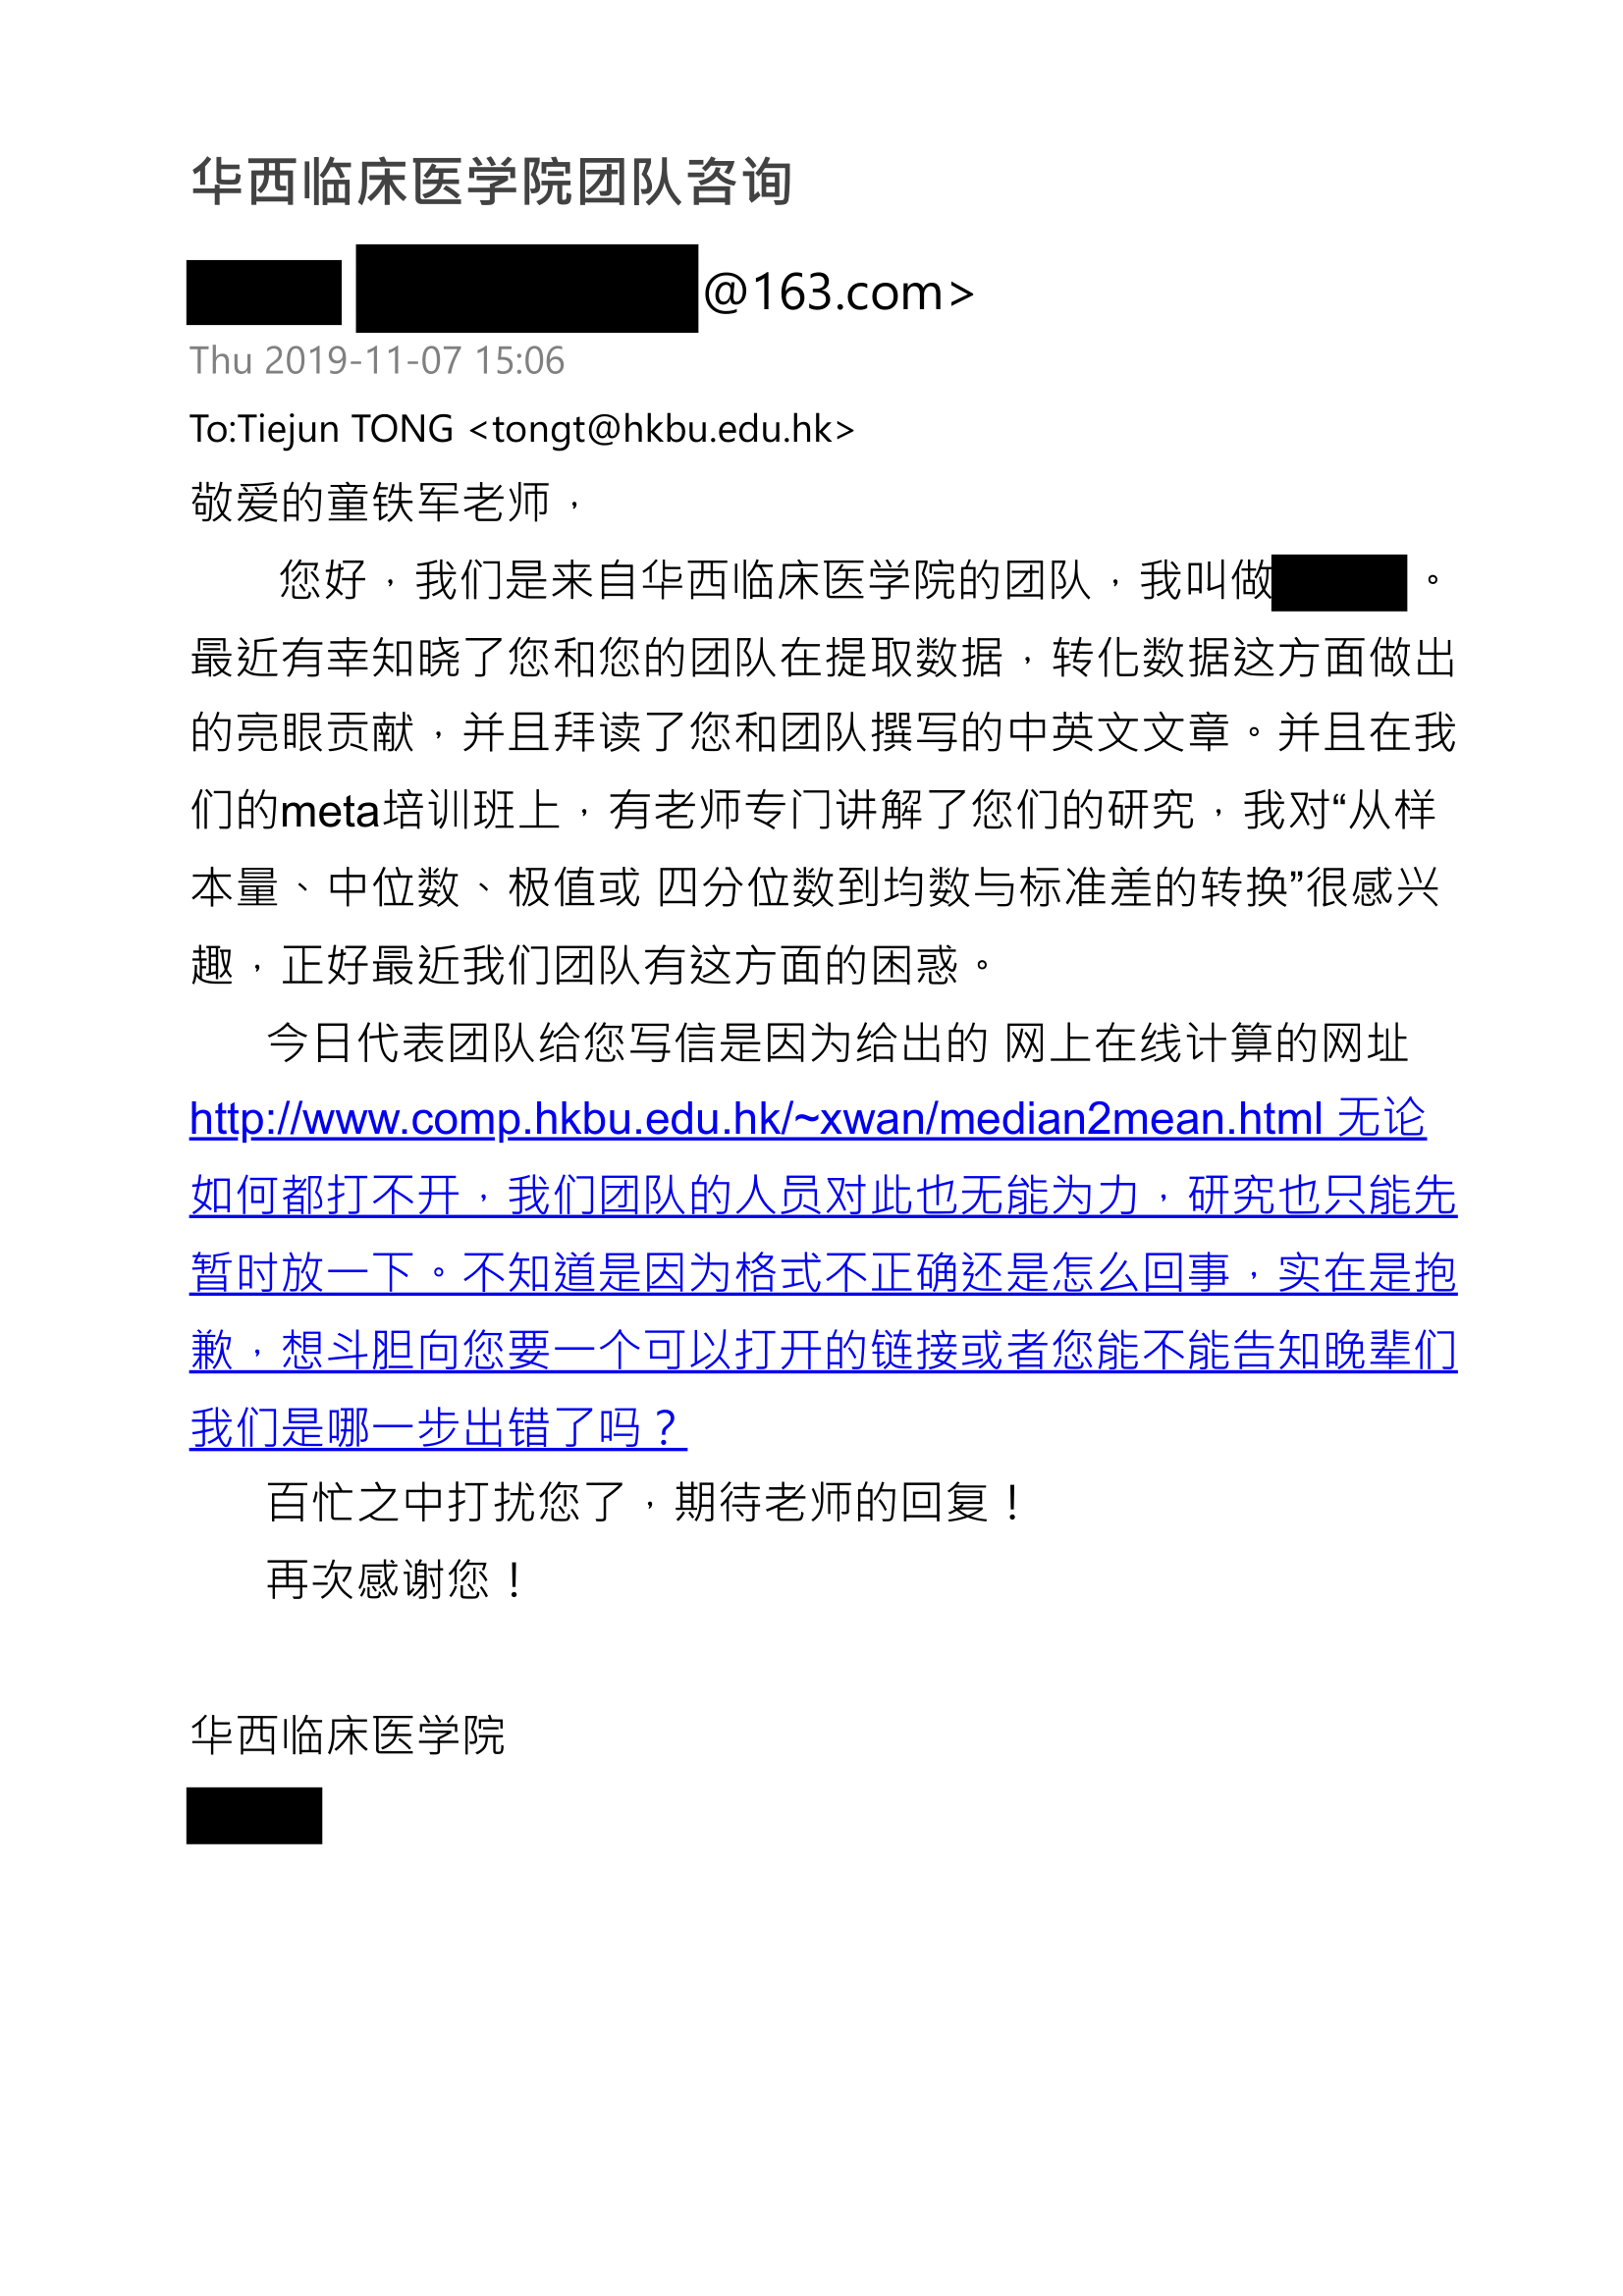 华西临床医学院团队咨询
@163.com>
Thu 2019-11-07 15:06
To:Tiejun TONG <tongt@hkbu.edu.hk>
敬爱的童铁军老师，
您好，我们是来自华西临床医学院的团队，我叫做。
最近有幸知晓了您和您的团队在提取数据，转化数据这方面做出
的亮眼贡献，并且拜读了您和团队撰写的中英文文章。并且在我
们的meta培训班上，有老师专门讲解了您们的研究，我对“从样
本量、中位数、极值或 四分位数到均数与标准差的转换”很感兴
趣，正好最近我们团队有这方面的困惑。
今日代表团队给您写信是因为给出的 网上在线计算的网址
http://www.comp.hkbu.edu.hk/~xwan/median2mean.html 无论
如何都打不开，我们团队的人员对此也无能为力，研究也只能先
暂时放一下。不知道是因为格式不正确还是怎么回事，实在是抱
歉，想斗胆向您要一个可以打开的链接或者您能不能告知晚辈们
我们是哪一步出错了吗？
百忙之中打扰您了，期待老师的回复！
再次感谢您！
华西临床医学院